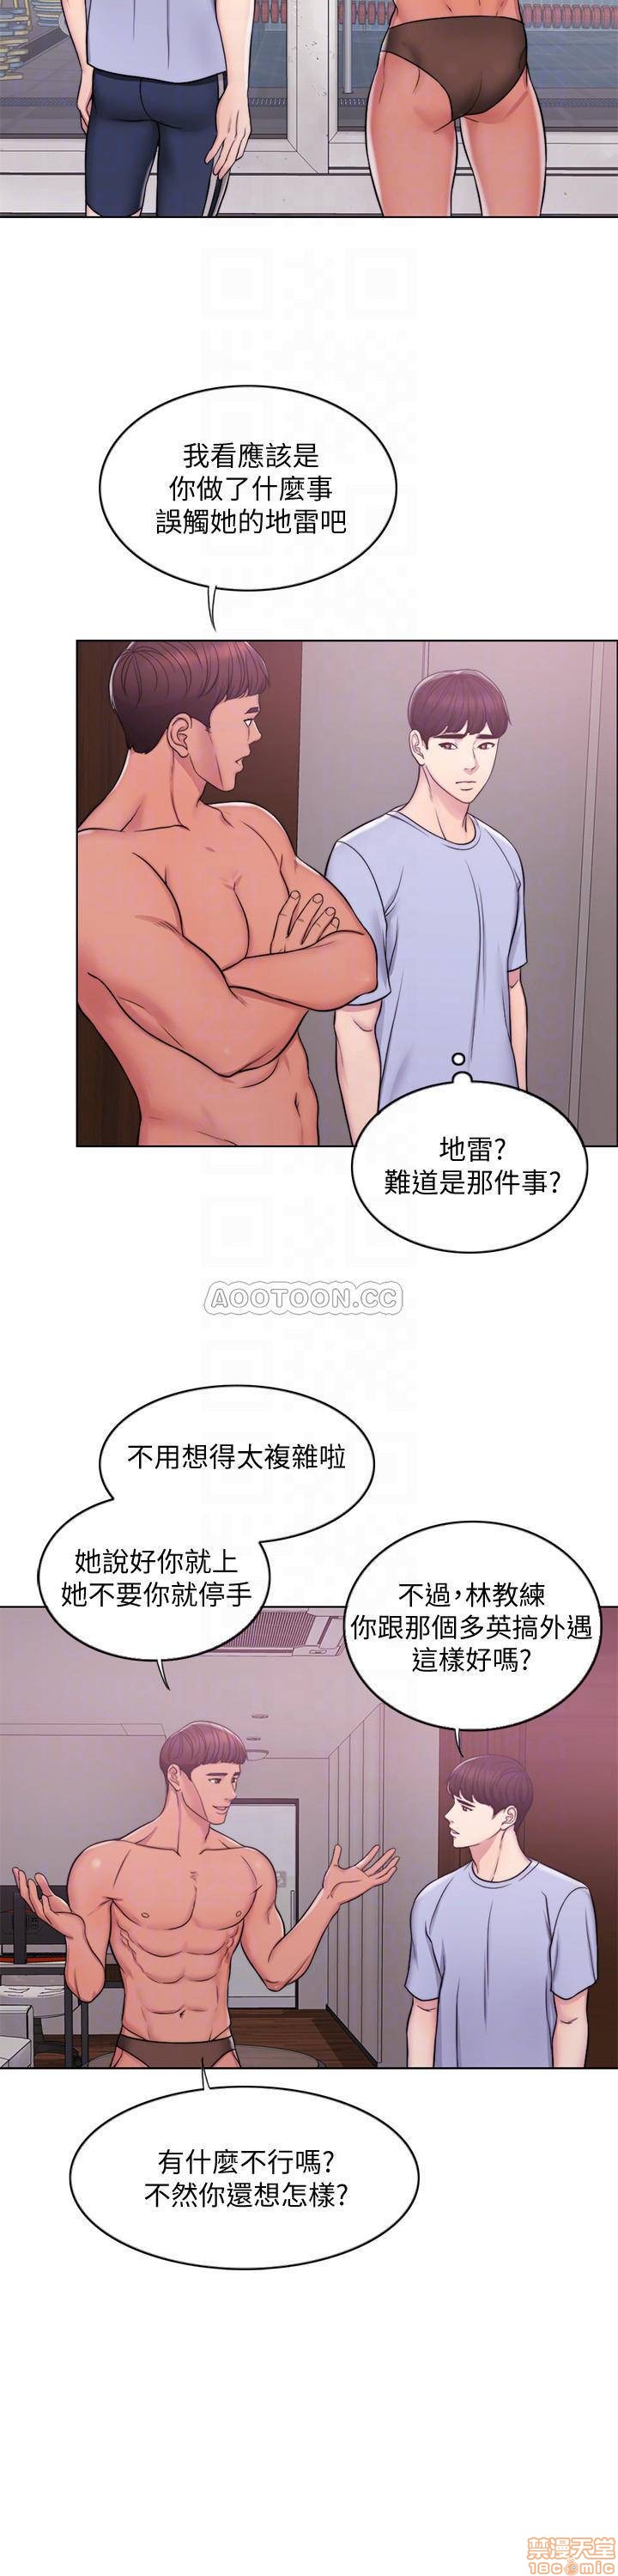 我看應該是
你做了什麼事
誤觸她的地雷吧
地雷?
難道是那件事?
AOOTOON.CC
不用想得太複雜啦
她說好你就上
她不要你就停手
不過,林教練
你跟那個多英搞外遇
這樣好嗎?
有什麼不行嗎?
不然你還想怎樣?
禁漫天堂
18comic